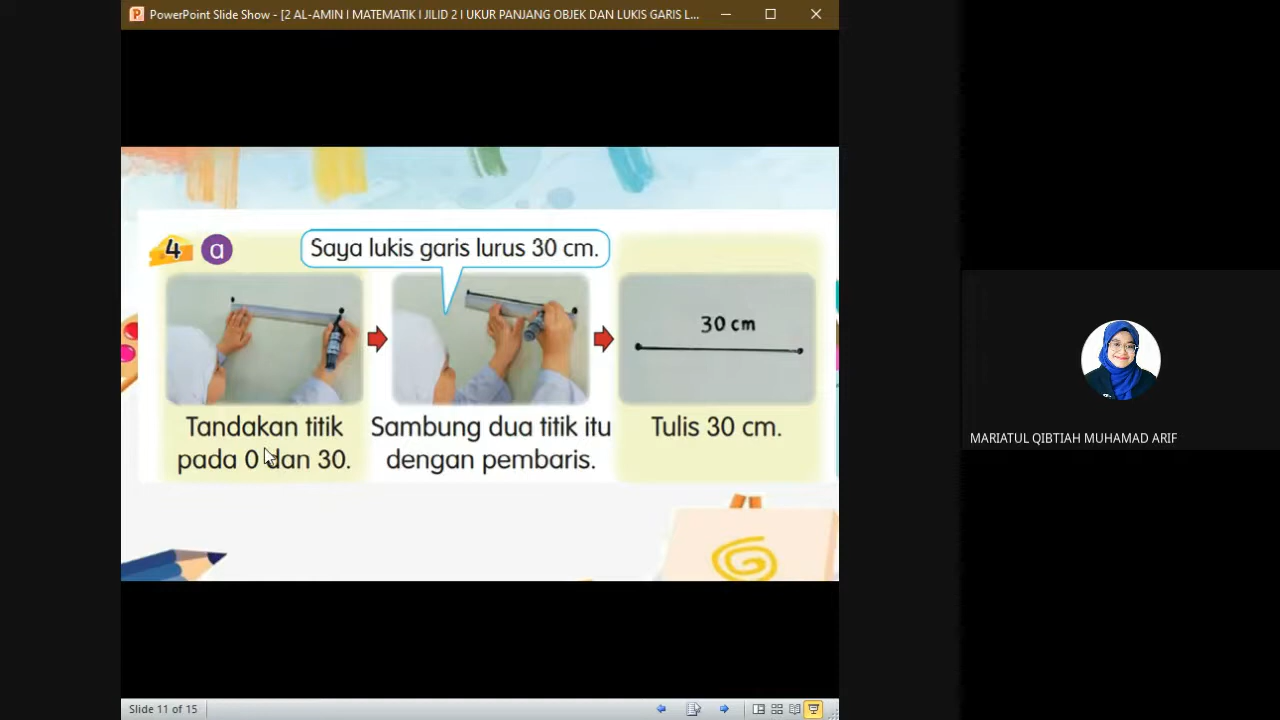 PowerPoint Slide Show - [2 AL-AMIN I MATEMATIK I JILID 2 I UKUR PANJANG OBJEK DAN LUKIS GARIS L...
4 a
Saya lukis garis lurus 30 cm.
30 cm
Tandakan titik
pada 0 dan 30.
Sambung dua titik itu
dengan pembaris.
Tulis 30 cm.
MARIATUL QIBTIAH MUHAMAD ARIF
Slide 11 of 15